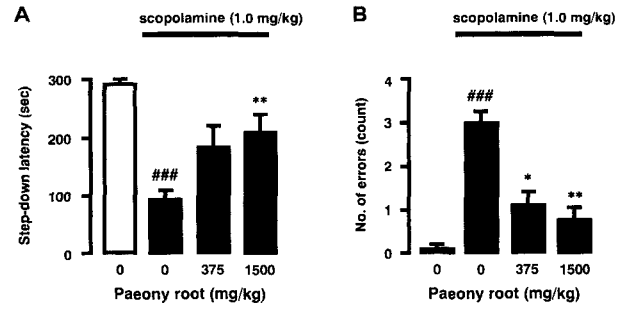 A
scopolamine (1.0 mg/kg)
Step-down latency (sec)
300
200
100
0
###
**
0 0 375 1500
Paeony root (mg/kg)
B
scopolamine (1.0 mg/kg)
No. of errors (count)
4
3
2
1
0
###
*
**
0 0 375 1500
Paeony root (mg/kg)